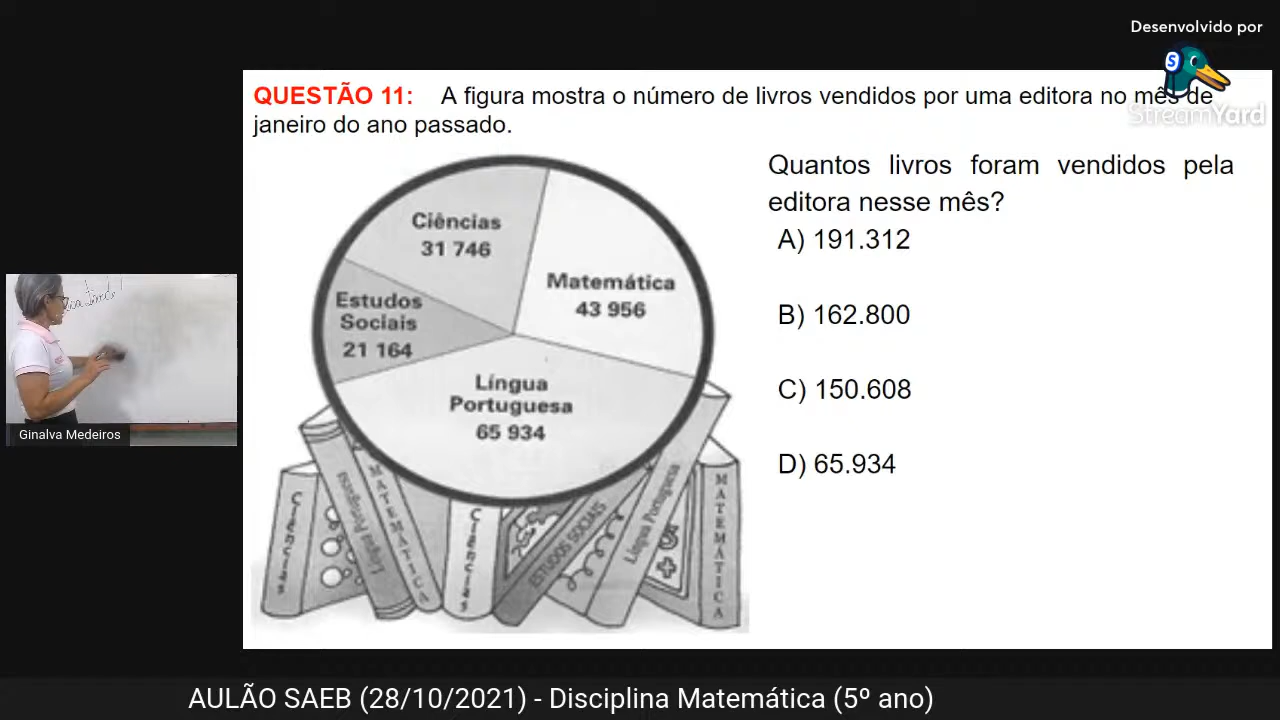 Desenvolvido por
StreamYard
QUESTÃO 11: A figura mostra o número de livros vendidos por uma editora no mês de
janeiro do ano passado.
Quantos livros foram vendidos pela
editora nesse mês?
A) 191.312
B) 162.800
C) 150.608
D) 65.934
Ciências
31 746
Matemática
43 956
Estudos
Sociais
21 164
Língua
Portuguesa
65 934
Ciências
Língua Portuguesa
MATEMÁTICA
Ciências
ESTUDOS SOCIAIS
Língua Portuguesa
MATEMÁTICA
Ginalva Medeiros
AULÃO SAEB (28/10/2021) - Disciplina Matemática (5º ano)